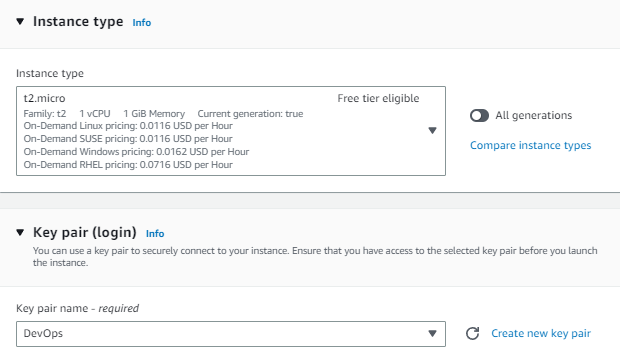 Instance type Info
Instance type
t2.micro Free tier eligible
Family: t2 1 vCPU 1 GiB Memory Current generation: true
On-Demand Linux pricing: 0.0116 USD per Hour
On-Demand SUSE pricing: 0.0116 USD per Hour
On-Demand Windows pricing: 0.0162 USD per Hour
On-Demand RHEL pricing: 0.0716 USD per Hour
All generations
Compare instance types
Key pair (login) Info
You can use a key pair to securely connect to your instance. Ensure that you have access to the selected key pair before you launch
the instance.
Key pair name - required
DevOps
Create new key pair